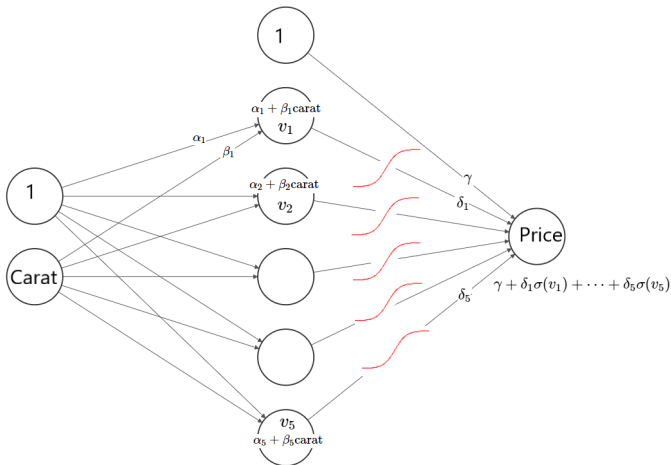 1
α₁ + β₁carat
v₁
α₁
β₁
α₂ + β₂carat
v₂
1
γ
δ₁
Price
Carat
δ₅
γ + δ₁σ(v₁) + ⋯ + δ₅σ(v₅)
v₅
α₅ + β₅carat